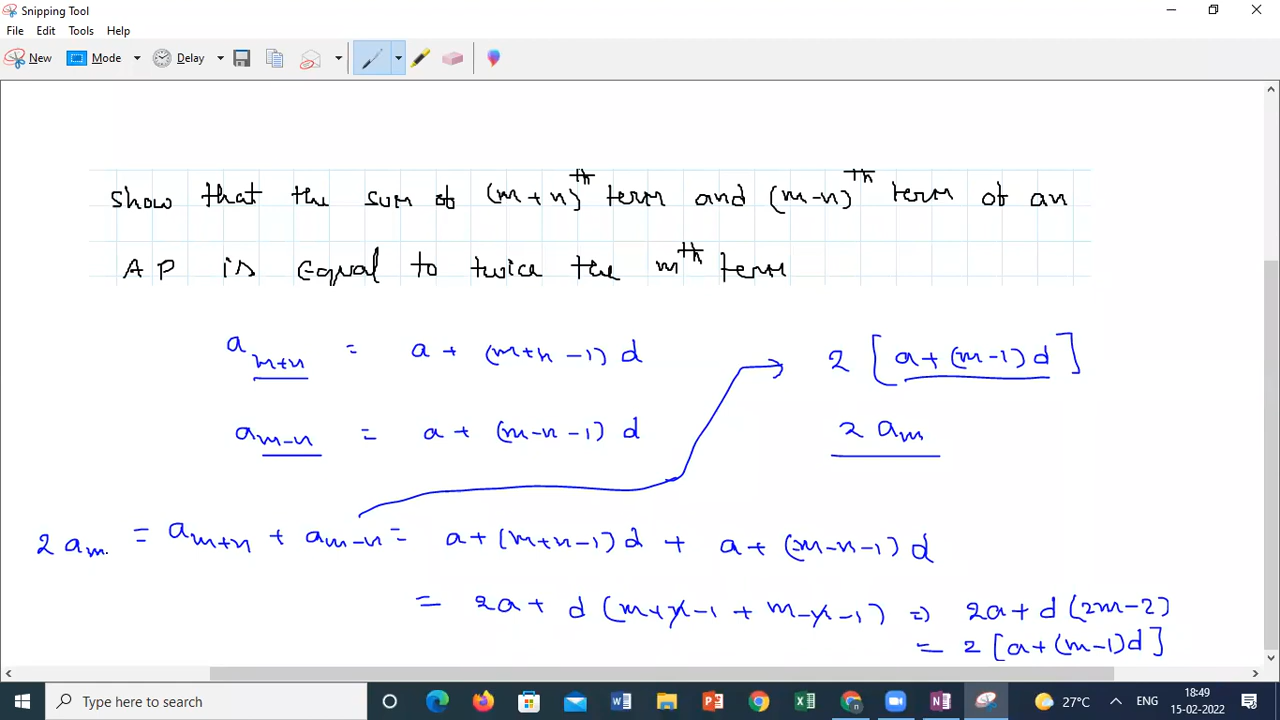 Snipping Tool
File Edit Tools Help
New Mode Delay
show that the sum of (m+n)th term and (m-n)th term of an
AP is equal to twice the mth term
a m+n = a + (m+n-1) d
2 [a+(m-1)d]
a m-n = a + (m-n-1) d
2 am
2 am. = am+n + am-n = a+(m+n-1)d + a+(m-n-1)d
= 2a+ d (m+n-1 + m-n-1) ⇒ 2a+d(2m-2)
= 2[a+(m-1)d]
Type here to search
27°C ENG 18:49
15-02-2022